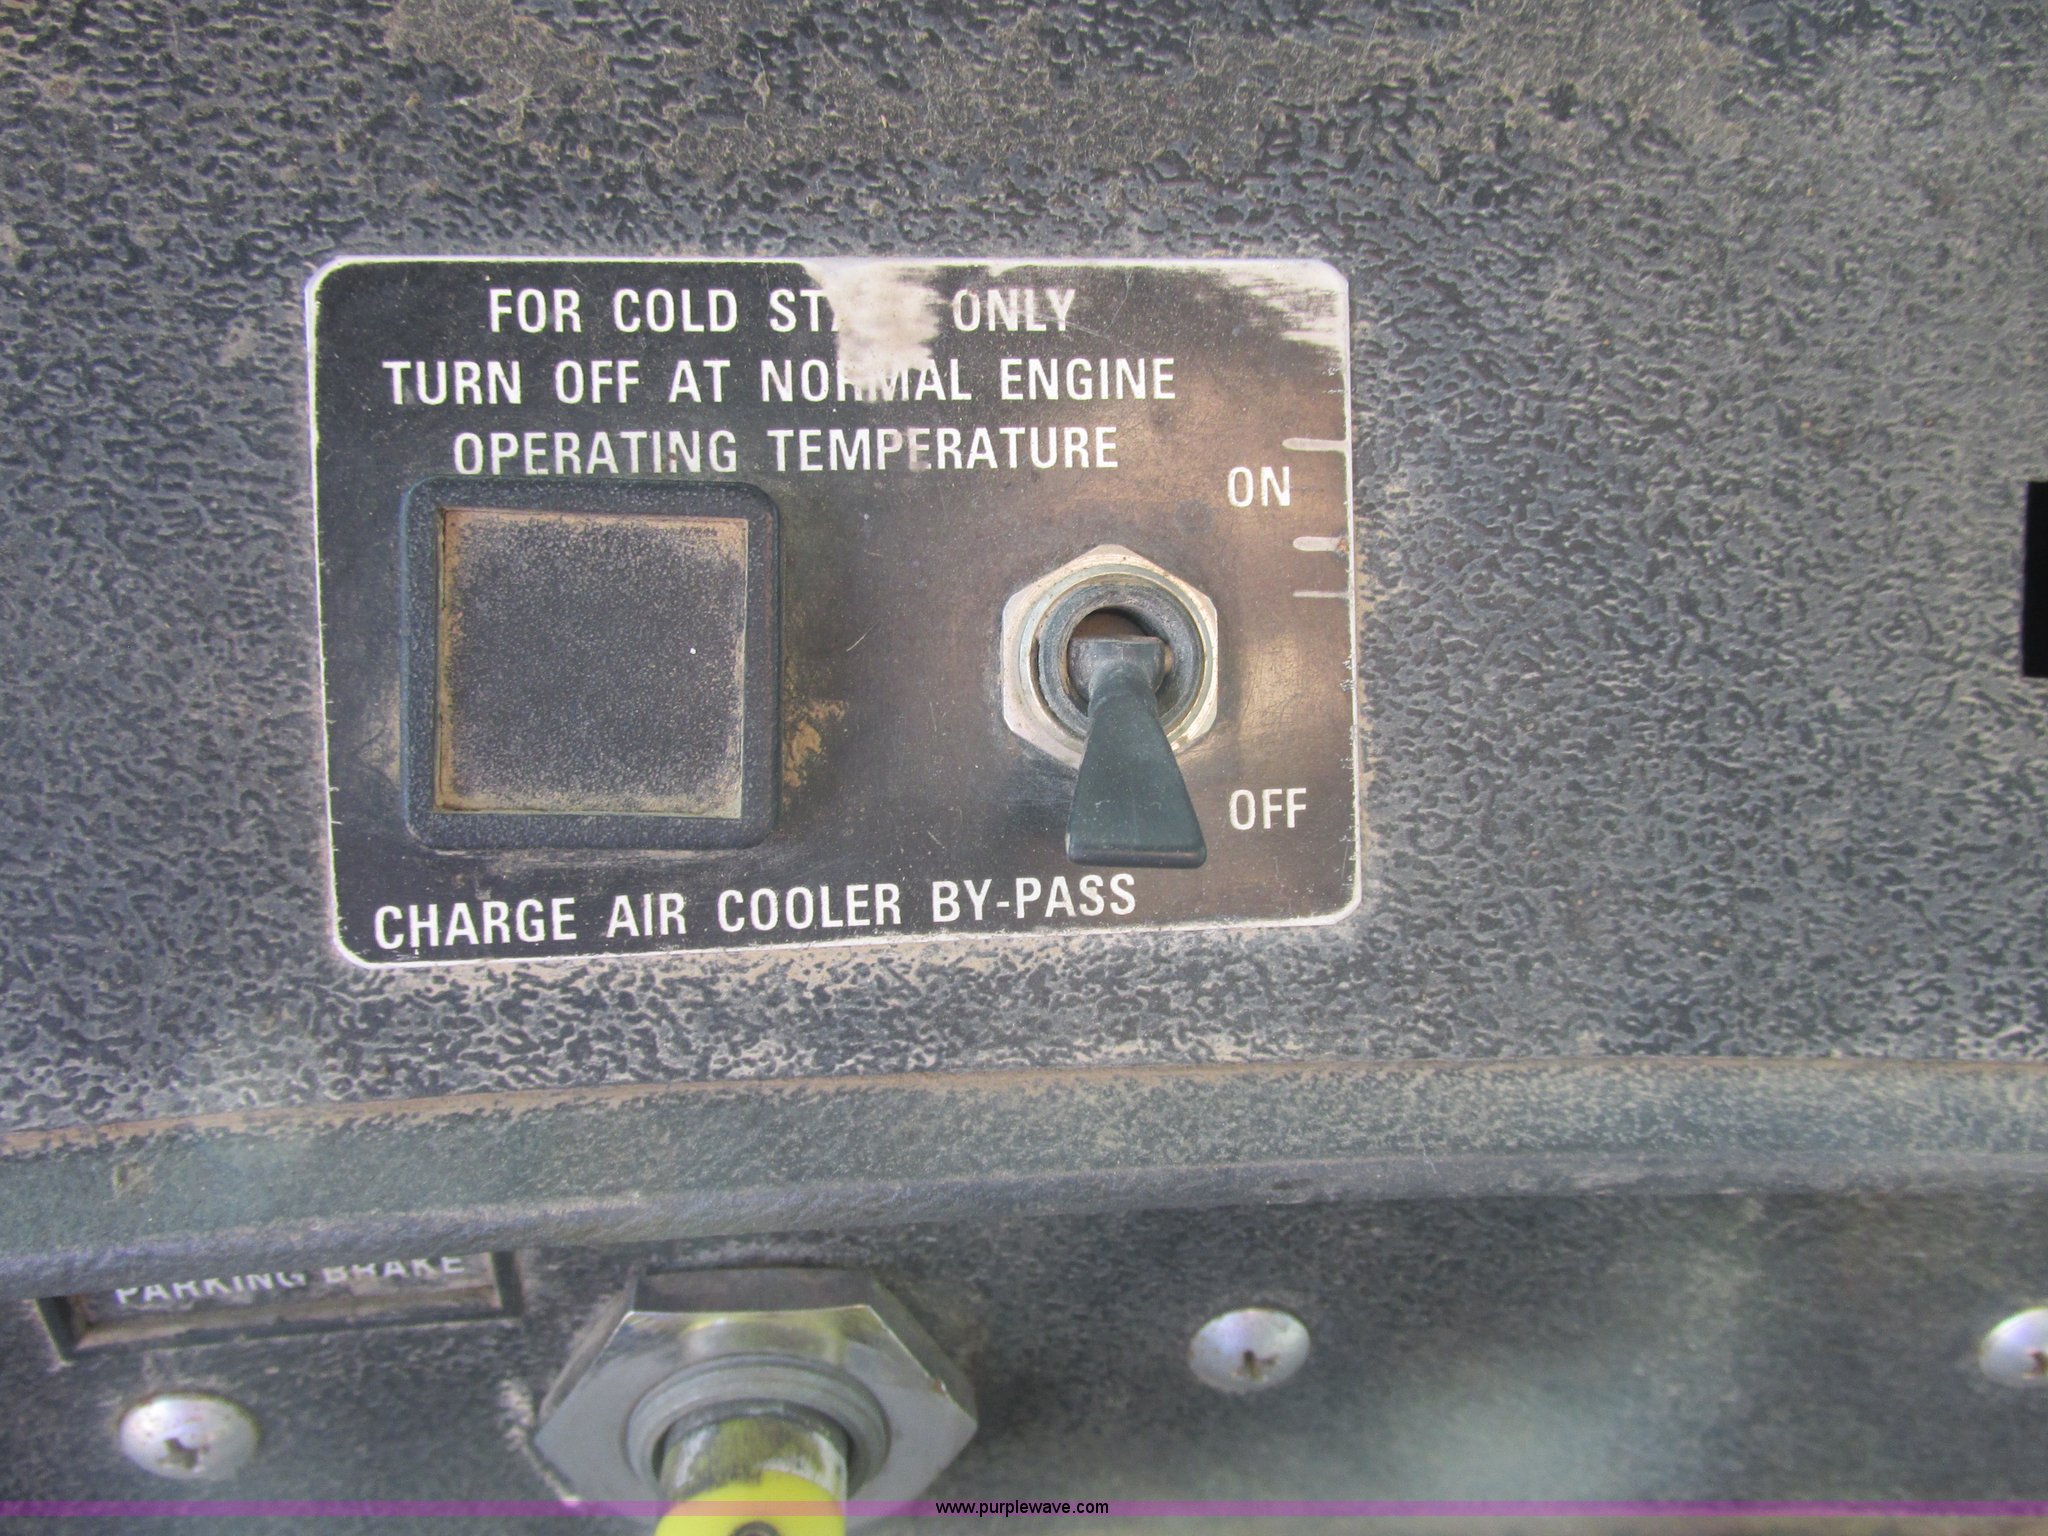 FOR COLD STA ONLY
TURN OFF AT NORMAL ENGINE
OPERATING TEMPERATURE
ON
OFF
CHARGE AIR COOLER BY-PASS
PARKING BRAKE
www.purplewave.com